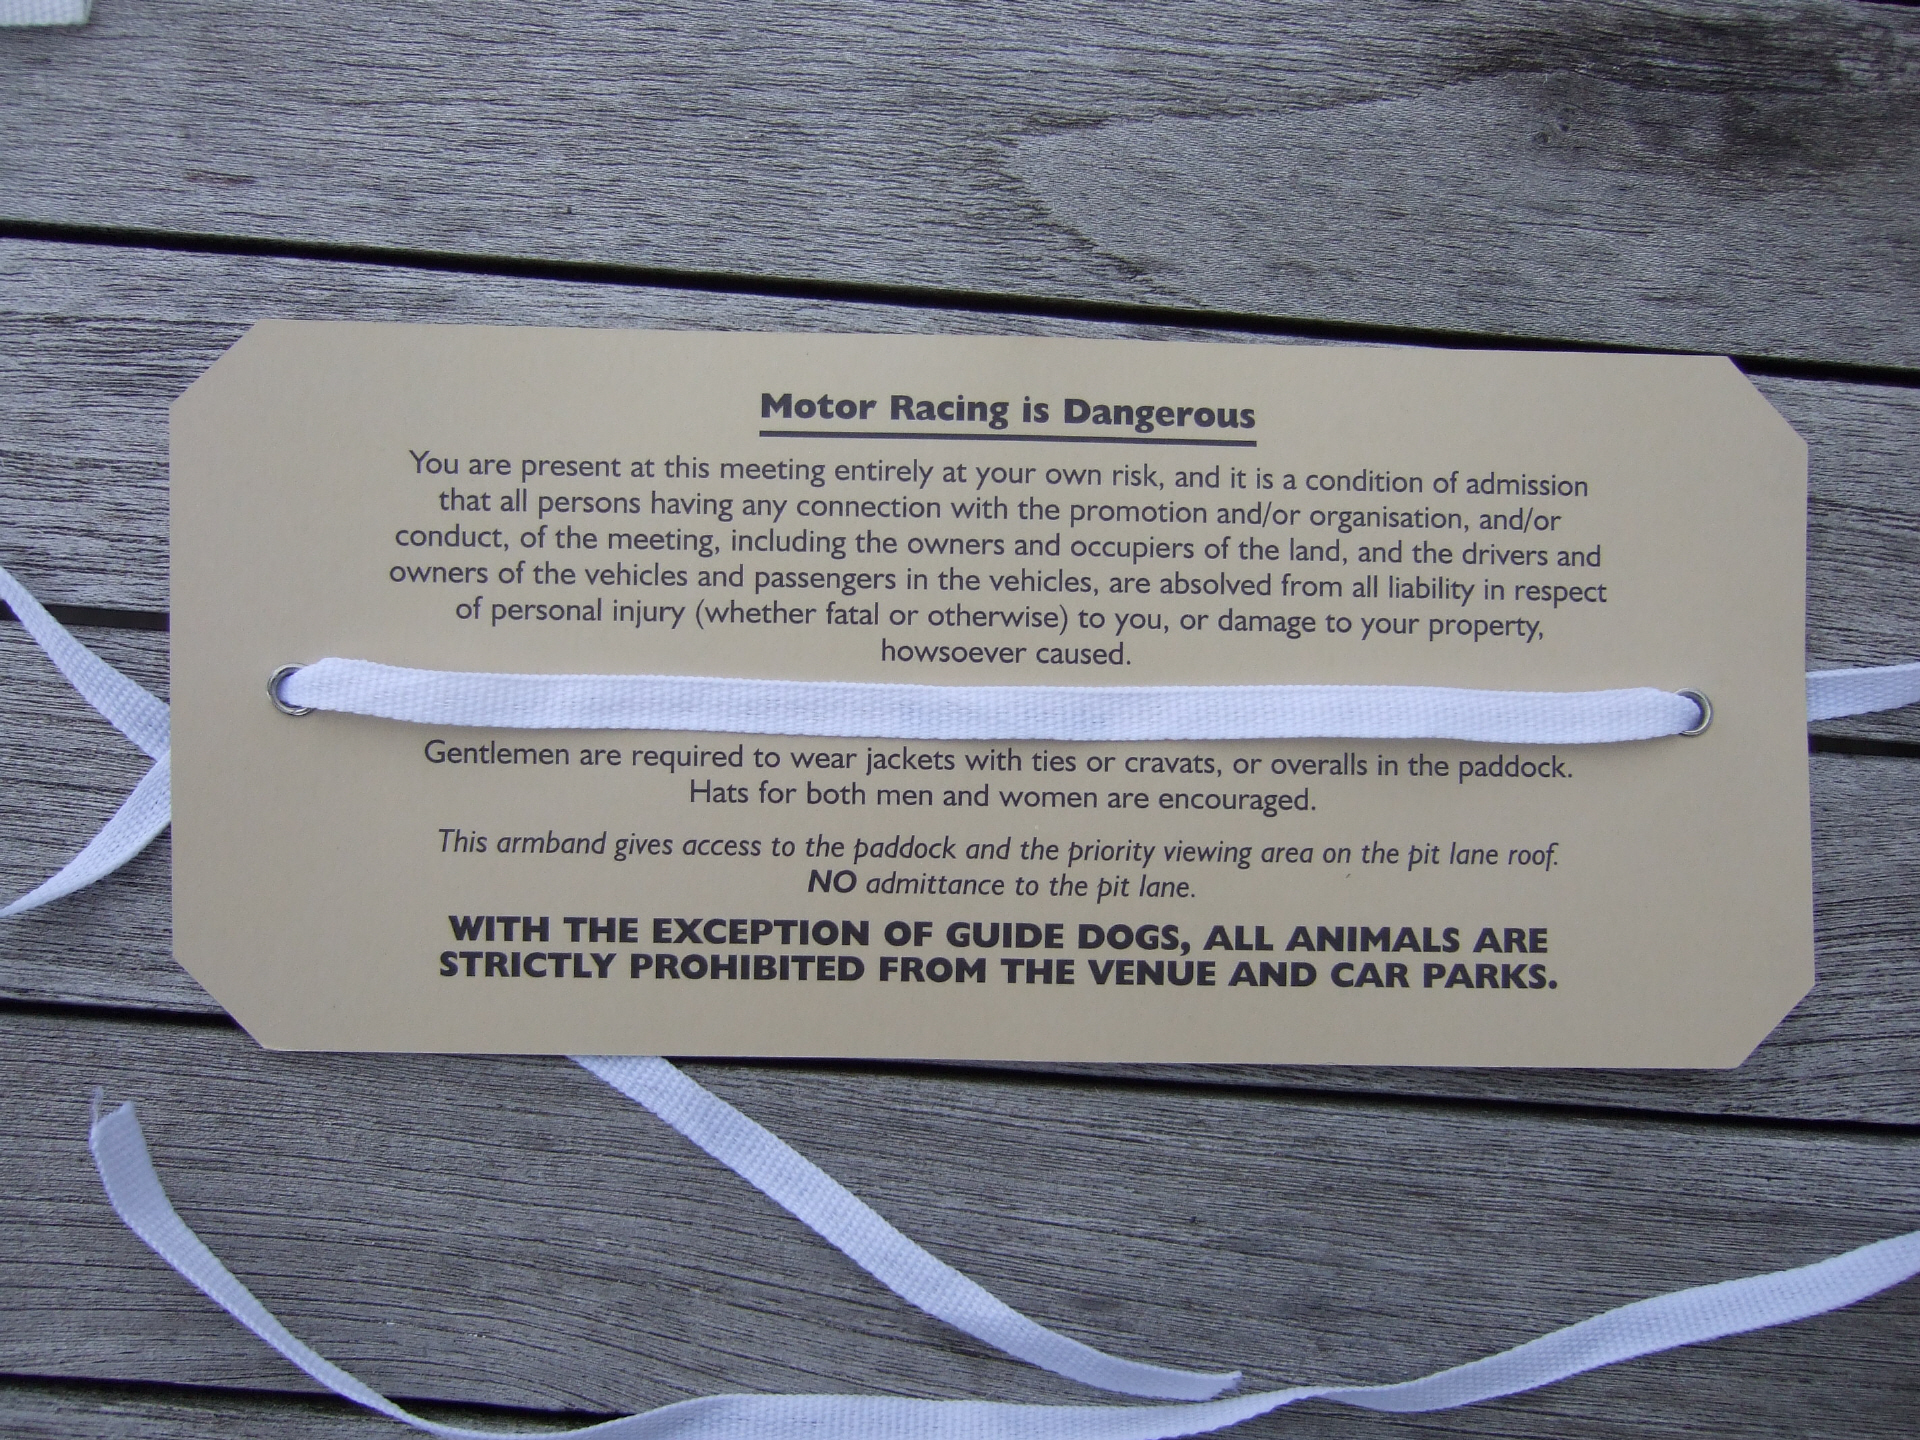 Motor Racing is Dangerous
You are present at this meeting entirely at your own risk, and it is a condition of admission
that all persons having any connection with the promotion and/or organisation, and/or
conduct, of the meeting, including the owners and occupiers of the land, and the drivers and
owners of the vehicles and passengers in the vehicles, are absolved from all liability in respect
of personal injury (whether fatal or otherwise) to you, or damage to your property,
howsoever caused.
Gentlemen are required to wear jackets with ties or cravats, or overalls in the paddock.
Hats for both men and women are encouraged.
This armband gives access to the paddock and the priority viewing area on the pit lane roof.
NO admittance to the pit lane.
WITH THE EXCEPTION OF GUIDE DOGS, ALL ANIMALS ARE
STRICTLY PROHIBITED FROM THE VENUE AND CAR PARKS.